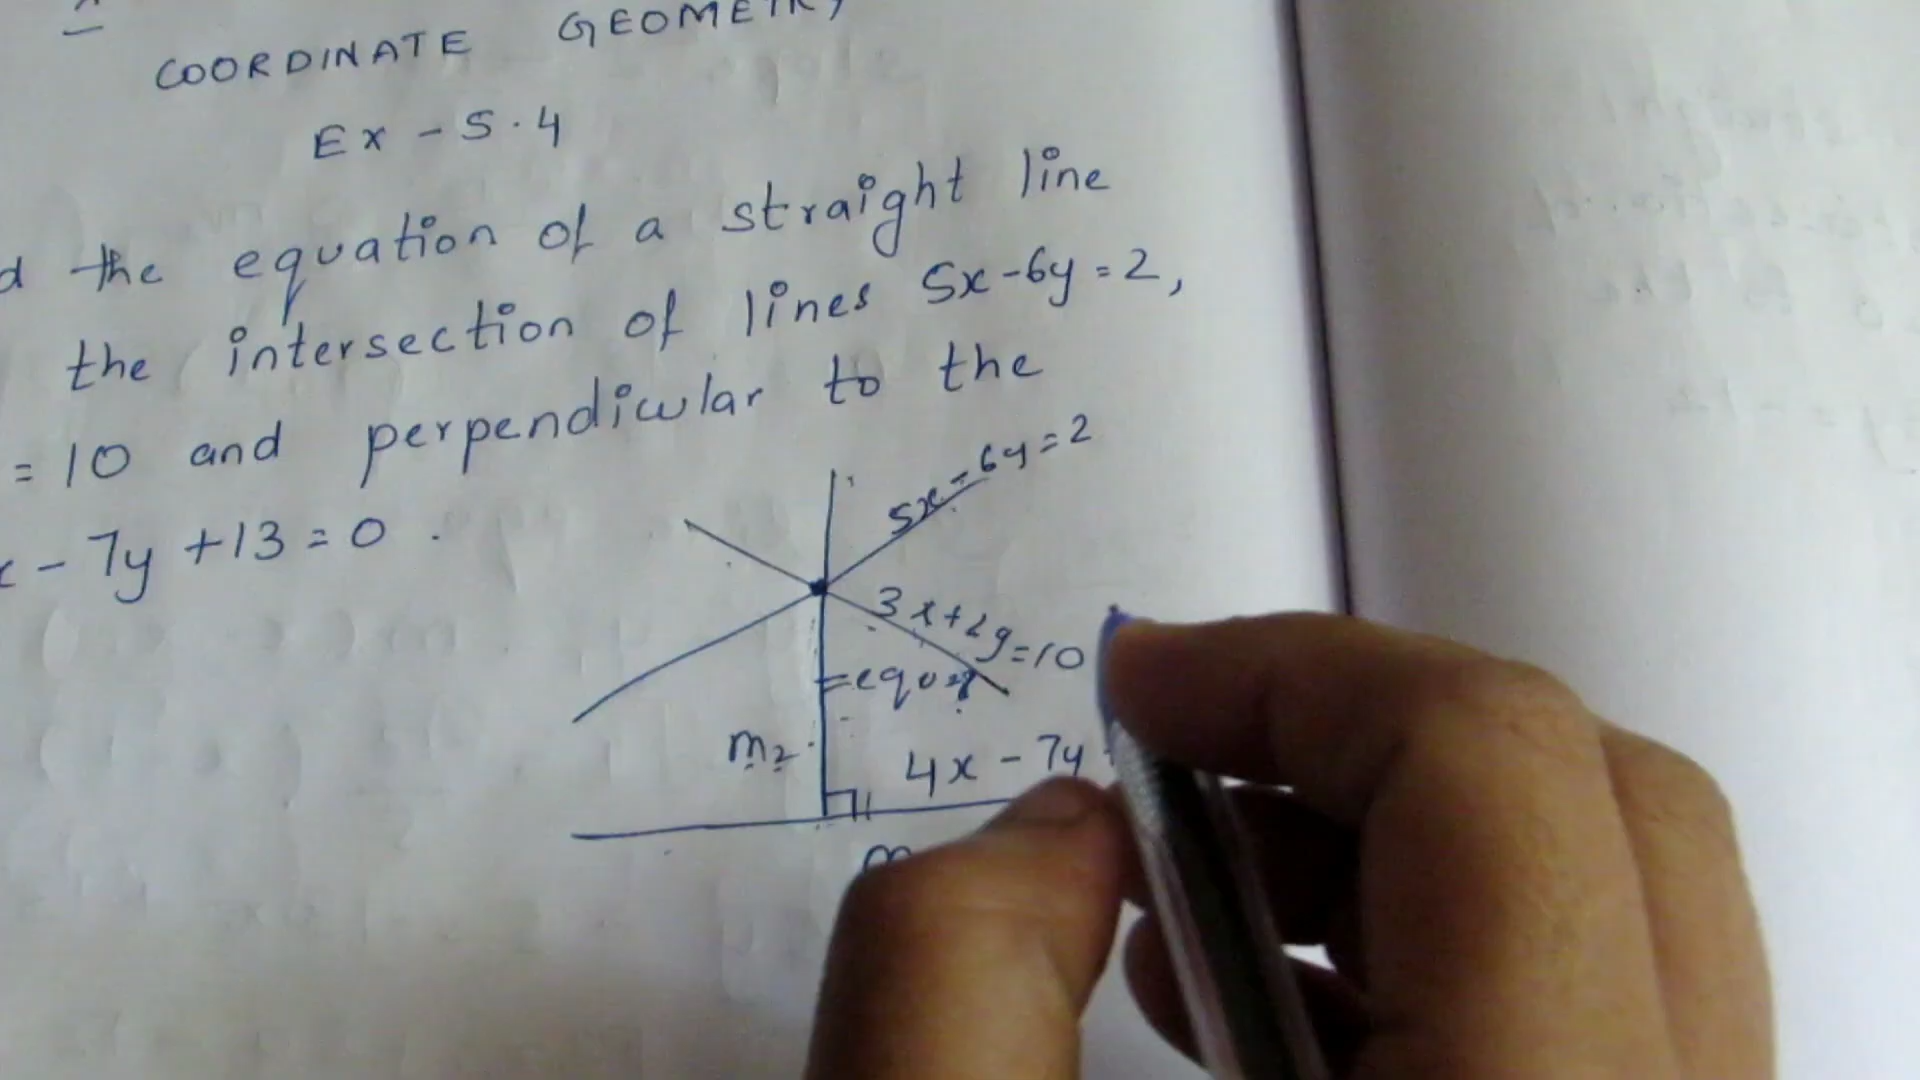 COORDINATE GEOMETRY
Ex - 5.4
the equation of a straight line
the intersection of lines 5x-6y=2,
=10 and perpendicular to the
x - 7y +13=0.
5x-6y=2
3x+2y=10
m2
4x - 7y